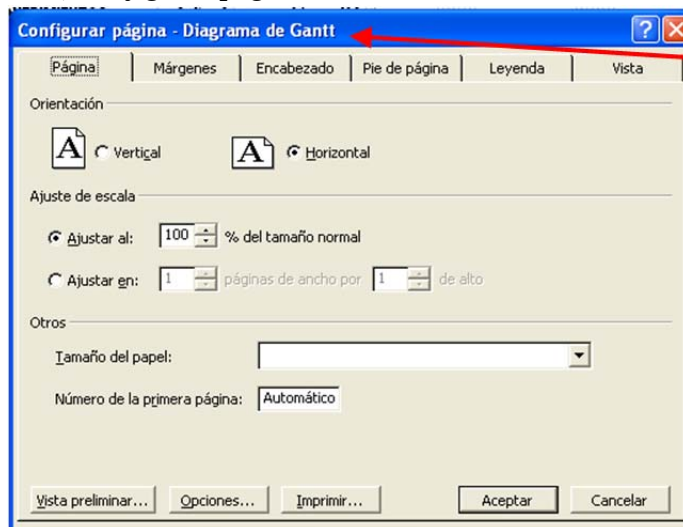 Configurar página - Diagrama de Gantt
Página Márgenes Encabezado Pie de página Leyenda Vista
Orientación
A Vertical A Horizontal
Ajuste de escala
Ajustar al: 100 % del tamaño normal
Ajustar en: 1 páginas de ancho por 1 de alto
Otros
Tamaño del papel:
Número de la primera página: Automático
Vista preliminar... Opciones... Imprimir... Aceptar Cancelar